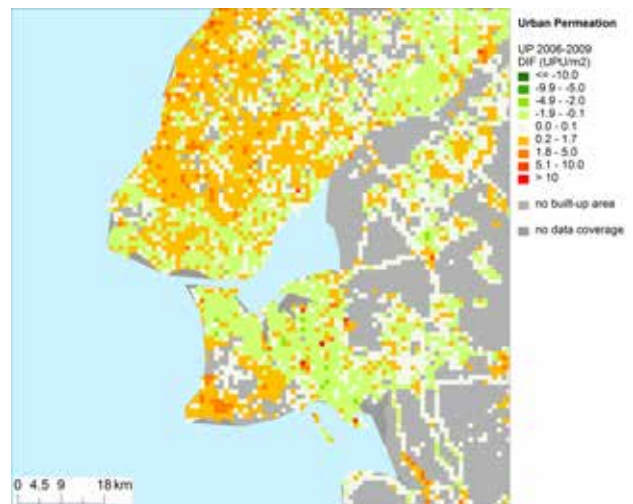 Urban Permeation
UP 2006-2009
DIF (UPU/m2)
<= -10.0
-9.9 - -5.0
-4.9 - -2.0
-1.9 - -0.1
0.0 - 0.1
0.2 - 1.7
1.8 - 5.0
5.1 - 10.0
> 10
no built-up area
no data coverage
0 4.5 9 18 km